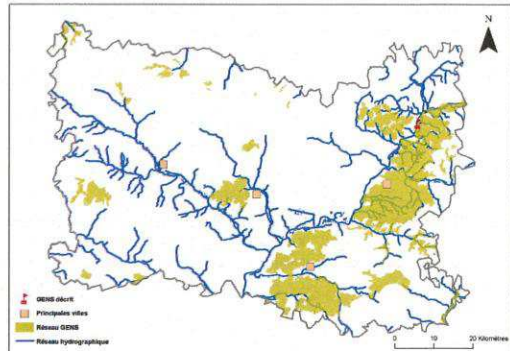 N
GENS décrit
Principales villes
Réseau GENS
Réseau hydrographique
0 10 20 Kilomètres